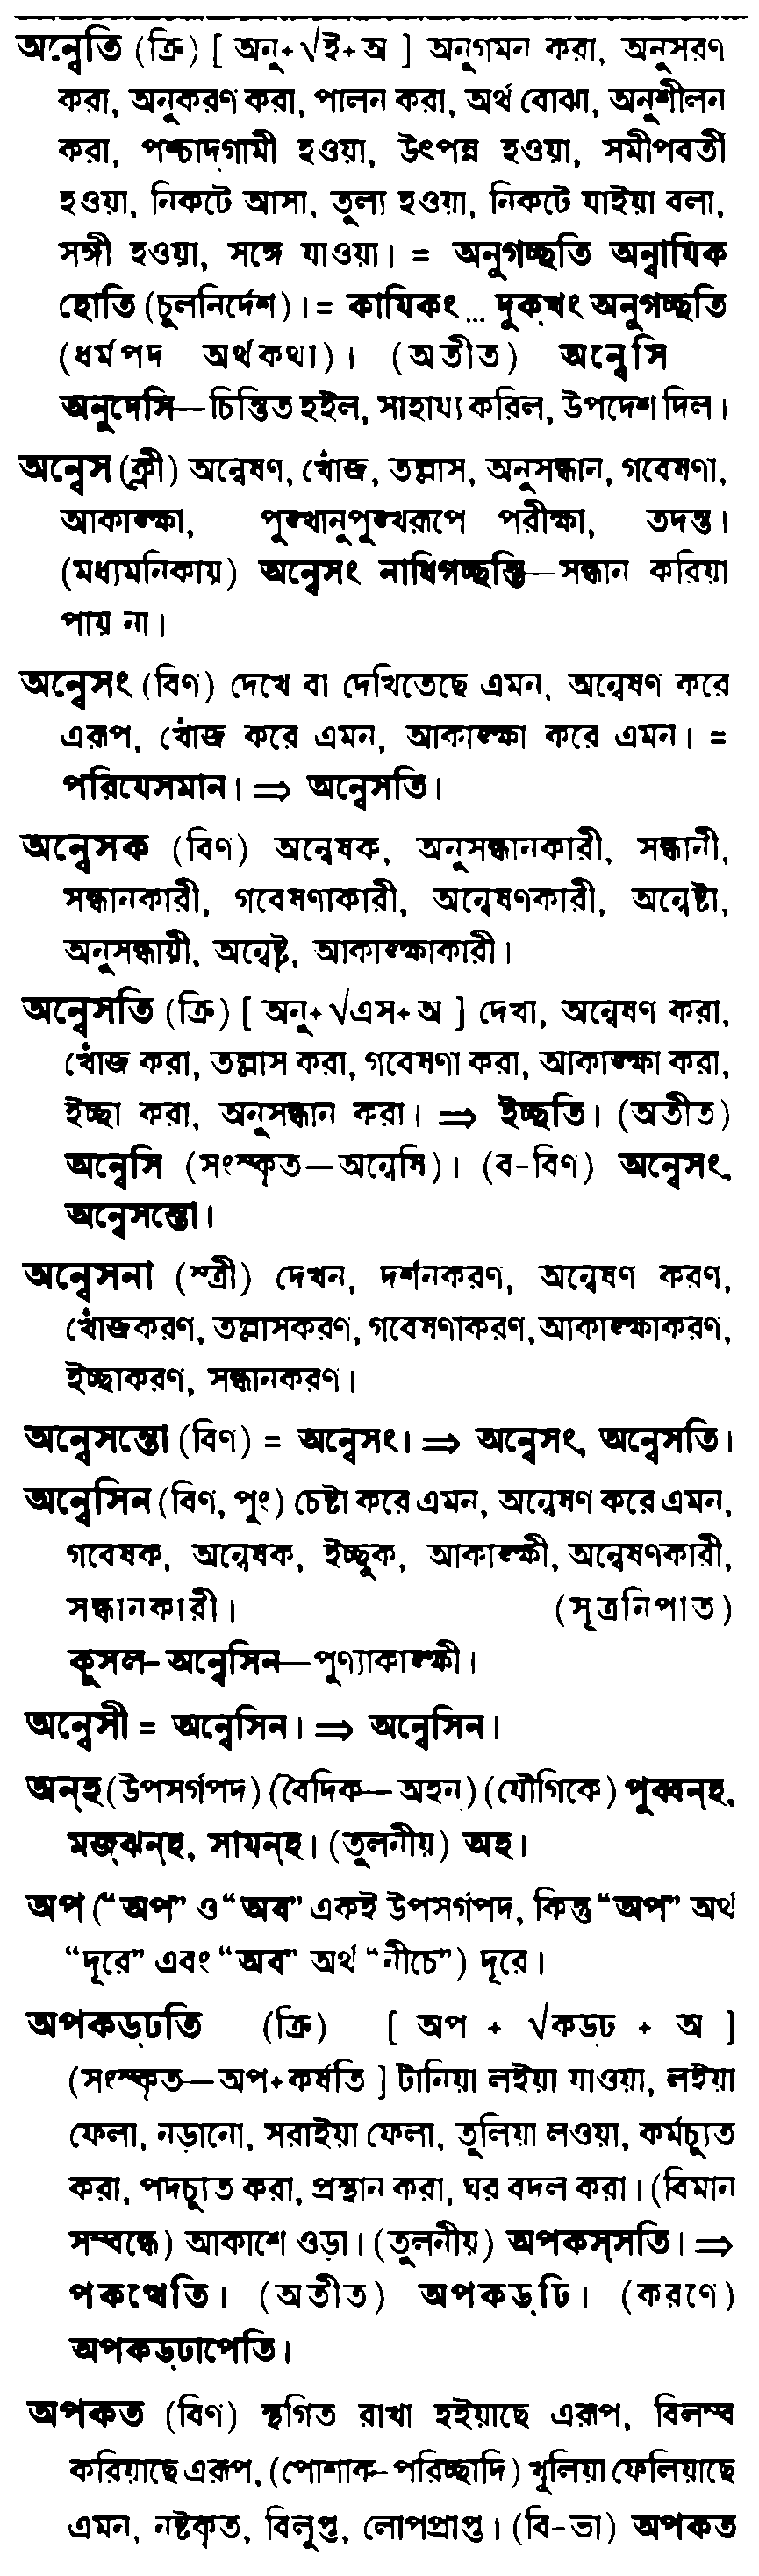 অন্বেতি (ক্রি) [ অনু+√ই+অ ] অনুগমন করা, অনুসরণ
করা, অনুকরণ করা, পালন করা, অর্থ বোঝা, অনুশীলন
করা, পশ্চাদ্গামী হওয়া, উৎপন্ন হওয়া, সমীপবর্তী
হওয়া, নিকটে আসা, তুল্য হওয়া, নিকটে যাইয়া বলা,
সঙ্গী হওয়া, সঙ্গে যাওয়া। = অনুগচ্ছতি অন্বাযিক
হোতি (চুলনির্দেশ)। = কাযিকং... দুক্খং অনুগচ্ছতি
(ধর্মপদ অর্থকথা)। (অতীত) অন্বেসি
অনুদেসি—চিন্তিত হইল, সাহায্য করিল, উপদেশ দিল।
অন্বেস (ক্লী) অন্বেষণ, খোঁজ, তল্লাস, অনুসন্ধান, গবেষণা,
আকাঙ্ক্ষা, পুঙ্খানুপুঙ্খরূপে পরীক্ষা, তদন্ত।
(মধ্যমনিকায়) অন্বেসং নাধিগচ্ছন্তি—সন্ধান করিয়া
পায় না।
অন্বেসং (বিণ) দেখে বা দেখিতেছে এমন, অন্বেষণ করে
এরূপ, খোঁজ করে এমন, আকাঙ্ক্ষা করে এমন। =
পরিযেসমান। ⇒ অন্বেসতি।
অন্বেসক (বিণ) অন্বেষক, অনুসন্ধানকারী, সন্ধানী,
সন্ধানকারী, গবেষণাকারী, অন্বেষণকারী, অন্বেষ্টা,
অনুসন্ধায়ী, অন্বেষ্টৃ, আকাঙ্ক্ষাকারী।
অন্বেসতি (ক্রি) [ অনু+√এস+অ ] দেখা, অন্বেষণ করা,
খোঁজ করা, তল্লাস করা, গবেষণা করা, আকাঙ্ক্ষা করা,
ইচ্ছা করা, অনুসন্ধান করা। ⇒ ইচ্ছতি। (অতীত)
অন্বেসি (সংস্কৃত—অন্বেসি)। (ব-বিণ) অন্বেসং,
অন্বেসন্তো।
অন্বেসনা (স্ত্রী) দেখন, দর্শনকরণ, অন্বেষণ করণ,
খোঁজকরণ, তল্লাসকরণ, গবেষণাকরণ, আকাঙ্ক্ষাকরণ,
ইচ্ছাকরণ, সন্ধানকরণ।
অন্বেসন্তো (বিণ) = অন্বেসং। ⇒ অন্বেসং, অন্বেসতি।
অন্বেসিন (বিণ, পুং) চেষ্টা করে এমন, অন্বেষণ করে এমন,
গবেষক, অন্বেষক, ইচ্ছুক, আকাঙ্ক্ষী, অন্বেষণকারী,
সন্ধানকারী। (সূত্রনিপাত)
কূসল-অন্বেসিন—পুণ্যাকাঙ্ক্ষী।
অন্বেসী = অন্বেসিন। ⇒ অন্বেসিন।
অন্হ (উপসর্গপদ) (বৈদিক—অহন্) (যৌগিকে) পুব্বন্হ,
মজ্ঝন্হ, সাযন্হ। (তুলনীয়) অহ।
অপ (“অপ” ও “অব” একই উপসর্গপদ, কিন্তু “অপ” অর্থ
“দূরে” এবং “অব” অর্থ “নীচে”) দূরে।
অপকড্ঢতি (ক্রি) [ অপ + √কড্ঢ + অ ]
(সংস্কৃত—অপ+কর্ষতি ] টানিয়া লইয়া যাওয়া, লইয়া
ফেলা, নড়ানো, সরাইয়া ফেলা, তুলিয়া লওয়া, কর্মচ্যুত
করা, পদচ্যুত করা, প্রস্থান করা, ঘর বদল করা। (বিমান
সম্বন্ধে) আকাশে ওড়া। (তুলনীয়) অপকস্সতি। ⇒
পকত্থেতি। (অতীত) অপকড্ঢি। (করণে)
অপকড্ঢাপেতি।
অপকত (বিণ) স্থগিত রাখা হইয়াছে এরূপ, বিলম্ব
করিয়াছে এরূপ, (পোশাক-পরিচ্ছাদি) খুলিয়া ফেলিয়াছে
এমন, নষ্টকৃত, বিলুপ্ত, লোপপ্রাপ্ত। (বি-ভা) অপকত